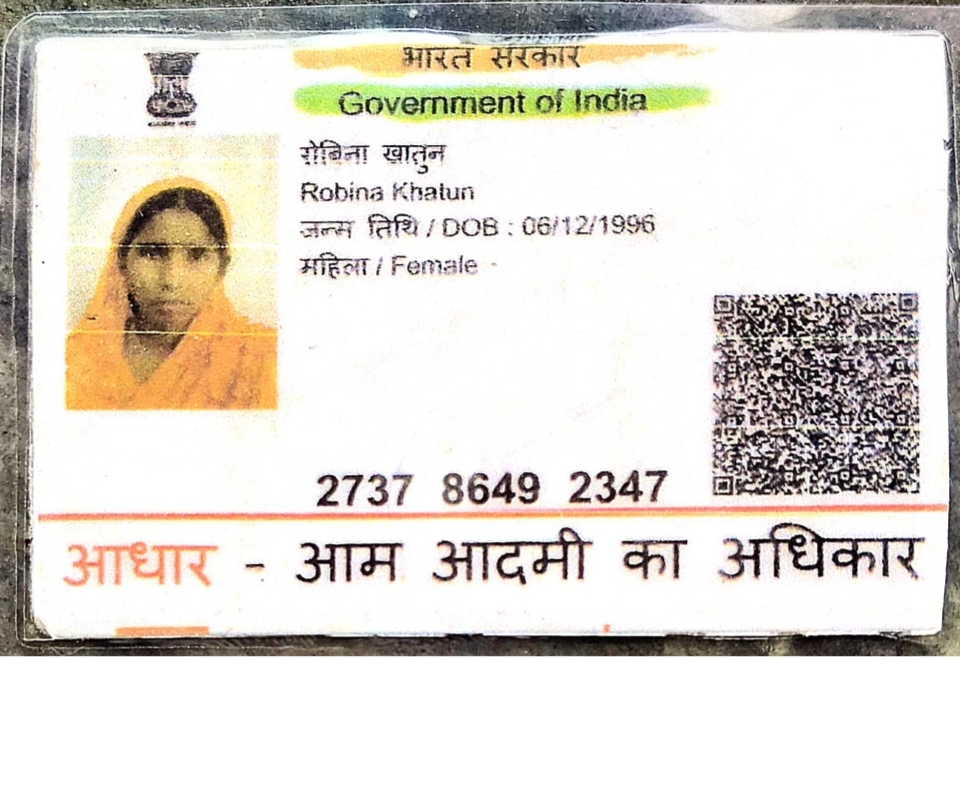 भारत सरकार
Government of India
रोबिना खातुन
Robina Khatun
जन्म तिथि / DOB : 06/12/1996
महिला / Female
2737 8649 2347
आधार - आम आदमी का अधिकार